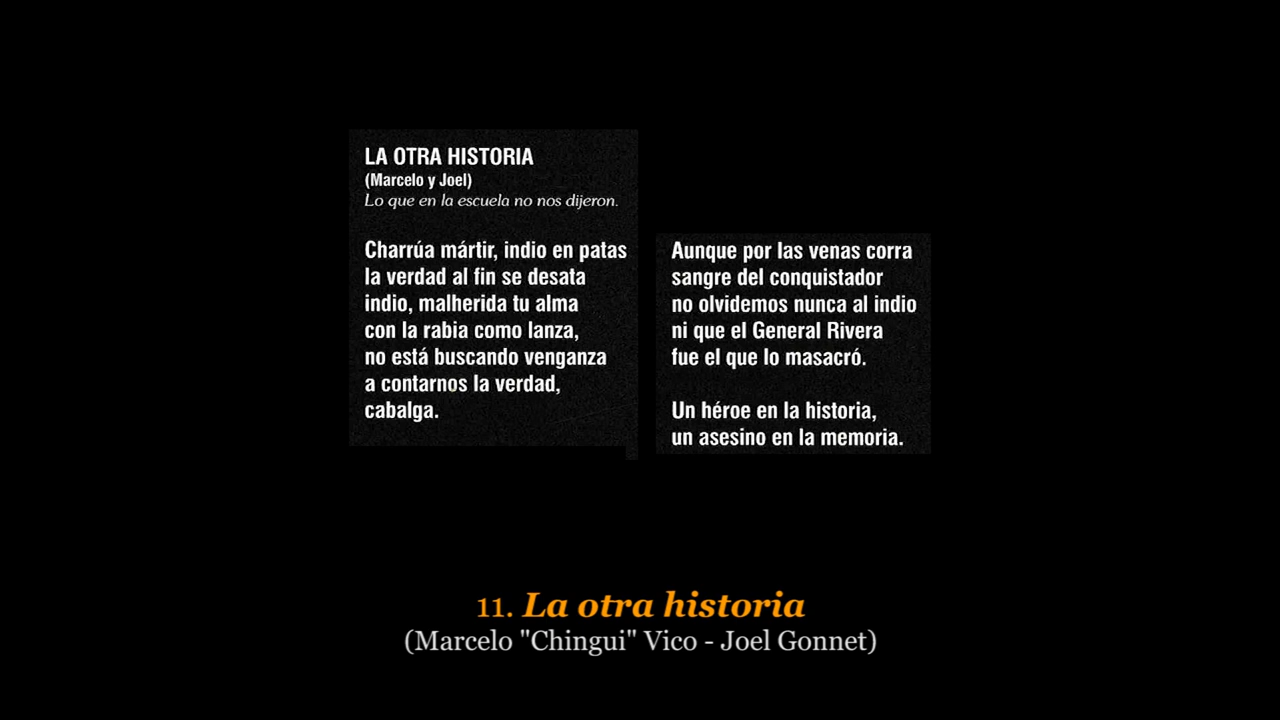 LA OTRA HISTORIA
(Marcelo y Joel)
Lo que en la escuela no nos dijeron.
Charrúa mártir, indio en patas
la verdad al fin se desata
indio, malherida tu alma
con la rabia como lanza,
no está buscando venganza
a contarnos la verdad,
cabalga.
Aunque por las venas corra
sangre del conquistador
no olvidemos nunca al indio
ni que el General Rivera
fue el que lo masacró.
Un héroe en la historia,
un asesino en la memoria.
11. La otra historia
(Marcelo "Chingui" Vico - Joel Gonnet)